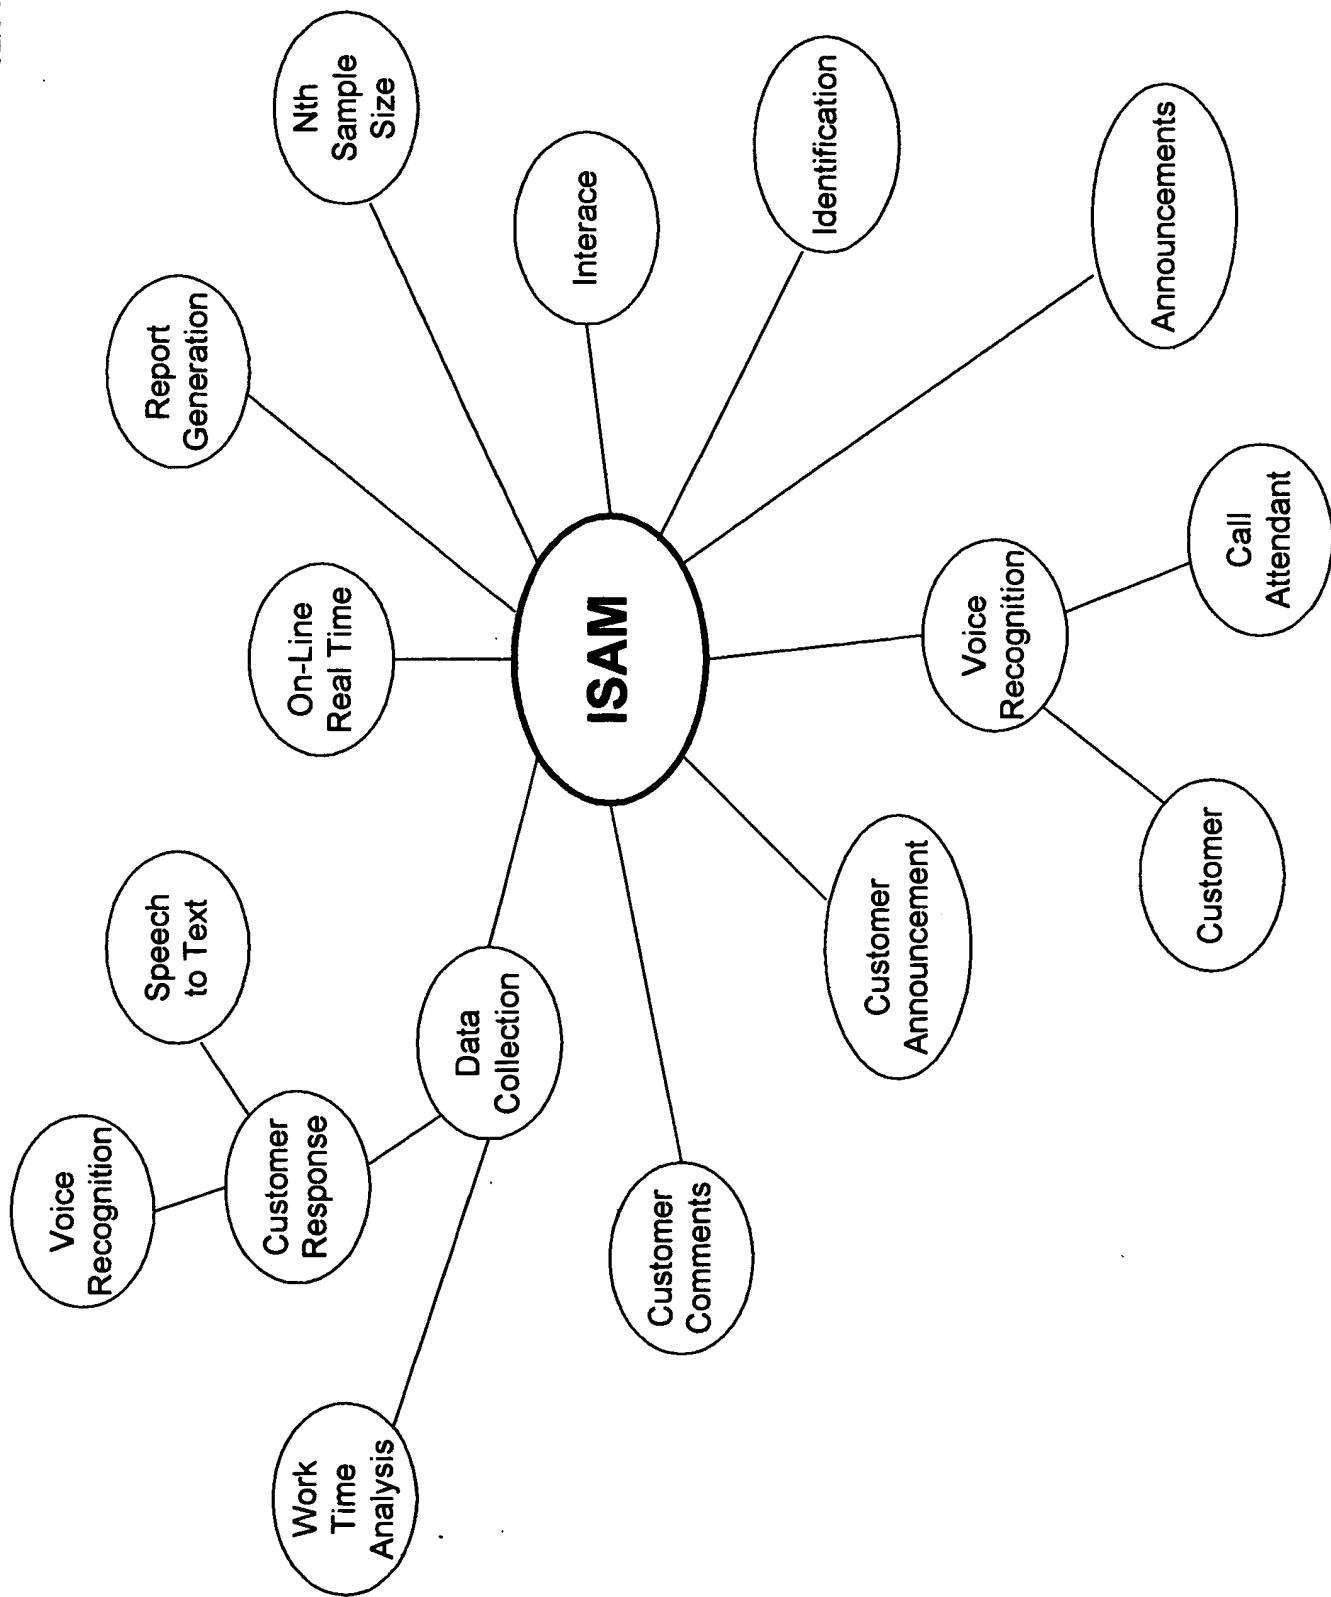 Voice
Recognition
Speech
to Text
Customer
Response
Work
Time
Analysis
Data
Collection
On-Line
Real Time
Report
Generation
Nth
Sample
Size
Interace
Identification
Announcements
ISAM
Customer
Comments
Customer
Announcement
Voice
Recognition
Call
Attendant
Customer